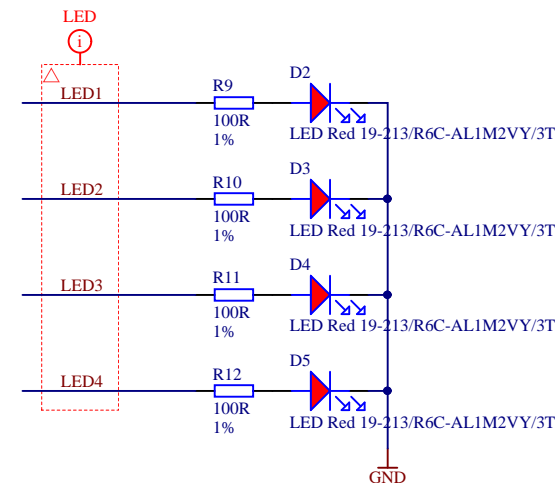 LED
i
LED1
R9
100R
1%
D2
LED Red 19-213/R6C-AL1M2VY/3T
LED2
R10
100R
1%
D3
LED Red 19-213/R6C-AL1M2VY/3T
LED3
R11
100R
1%
D4
LED Red 19-213/R6C-AL1M2VY/3T
LED4
R12
100R
1%
D5
LED Red 19-213/R6C-AL1M2VY/3T
GND